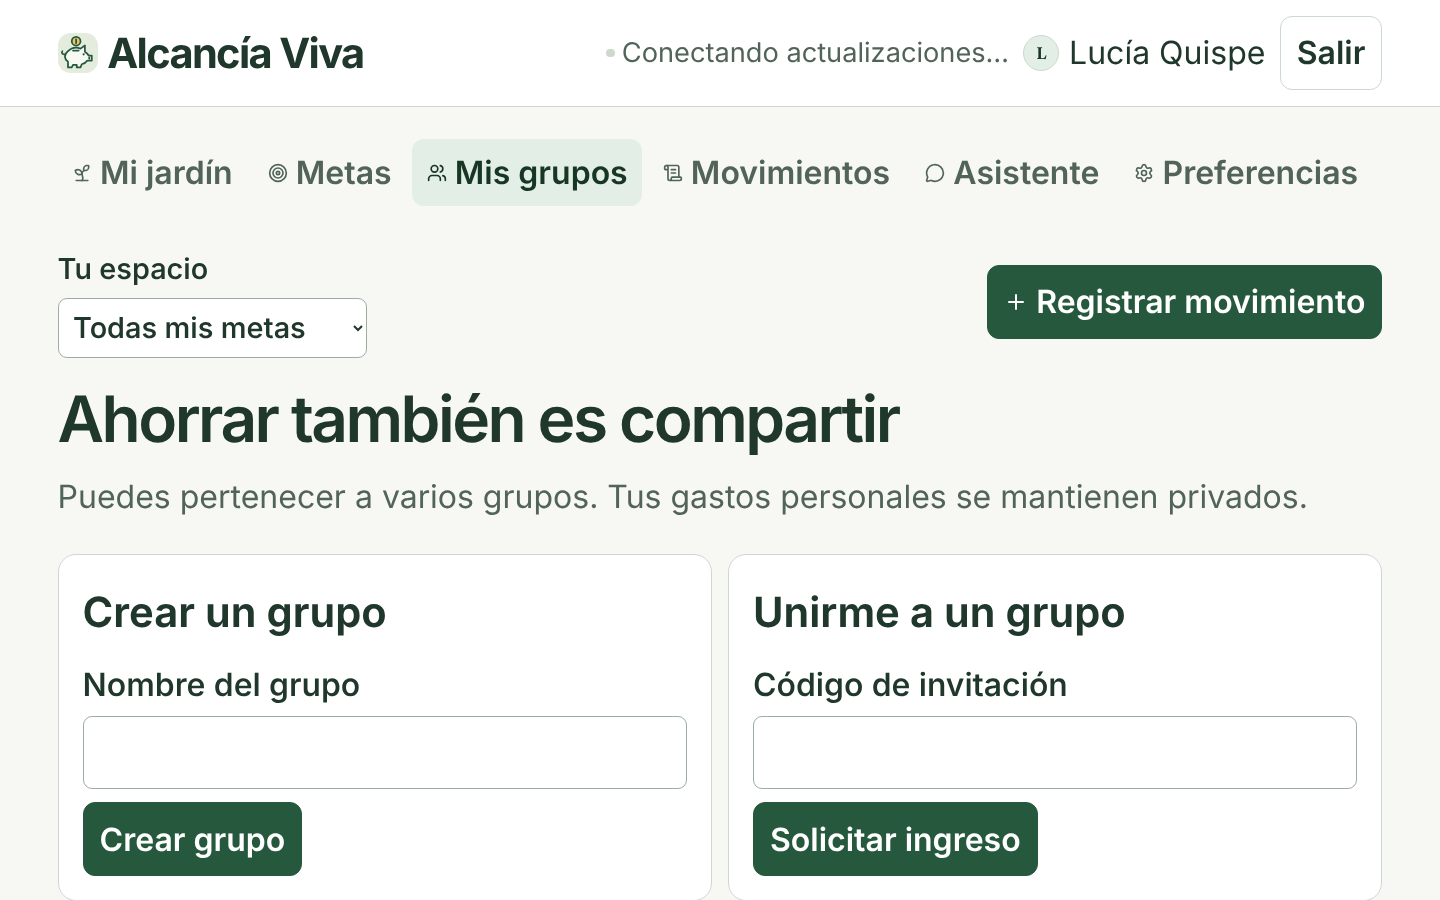 Alcancía Viva
Conectando actualizaciones...
L
Lucía Quispe
Salir
Mi jardín
Metas
Mis grupos
Movimientos
Asistente
Preferencias
Tu espacio
Todas mis metas
+ Registrar movimiento
Ahorrar también es compartir
Puedes pertenecer a varios grupos. Tus gastos personales se mantienen privados.
Crear un grupo
Nombre del grupo
Crear grupo
Unirme a un grupo
Código de invitación
Solicitar ingreso